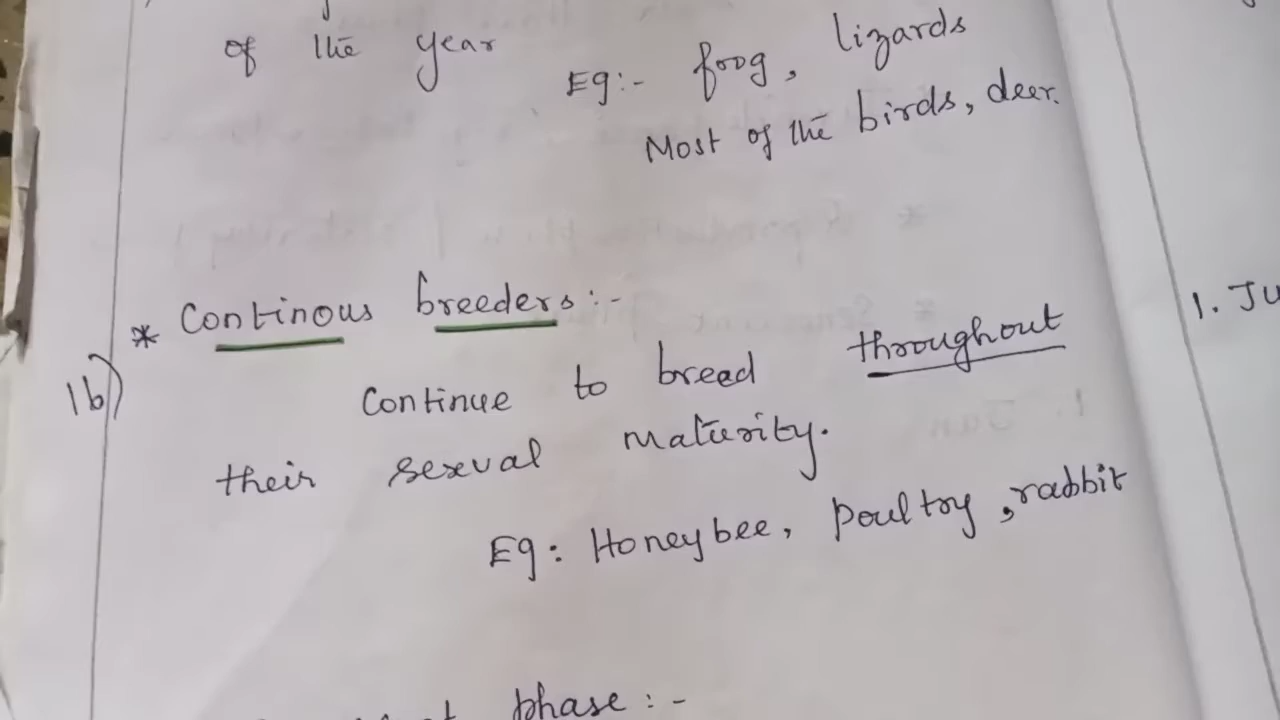 of the year
Eg:- frog, lizards
Most of the birds, deer.
* Continous breeders:-
1b)
Continue to bread throughout
their sexual maturity.
Eg: Honeybee, Poultry, rabbit
phase:-
1. Ju